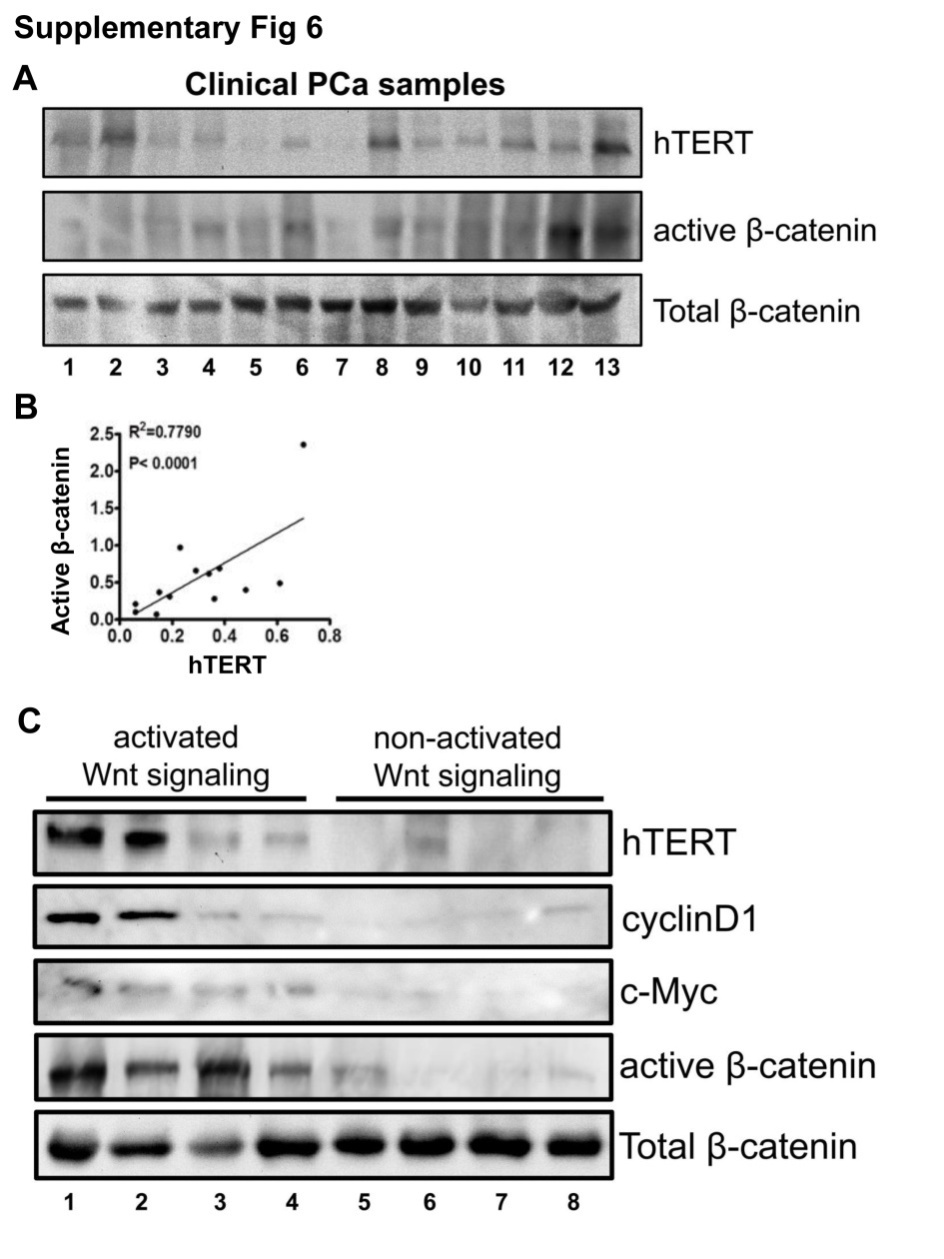 Supplementary Fig 6
A
Clinical PCa samples
hTERT
active β-catenin
Total β-catenin
1 2 3 4 5 6 7 8 9 10 11 12 13
B
R2=0.7790
P< 0.0001
Active β-catenin
2.5
2.0
1.5
1.0
0.5
0.0
0.0 0.2 0.4 0.6 0.8
hTERT
C
activated
Wnt signaling
non-activated
Wnt signaling
hTERT
cyclinD1
c-Myc
active β-catenin
Total β-catenin
1 2 3 4 5 6 7 8